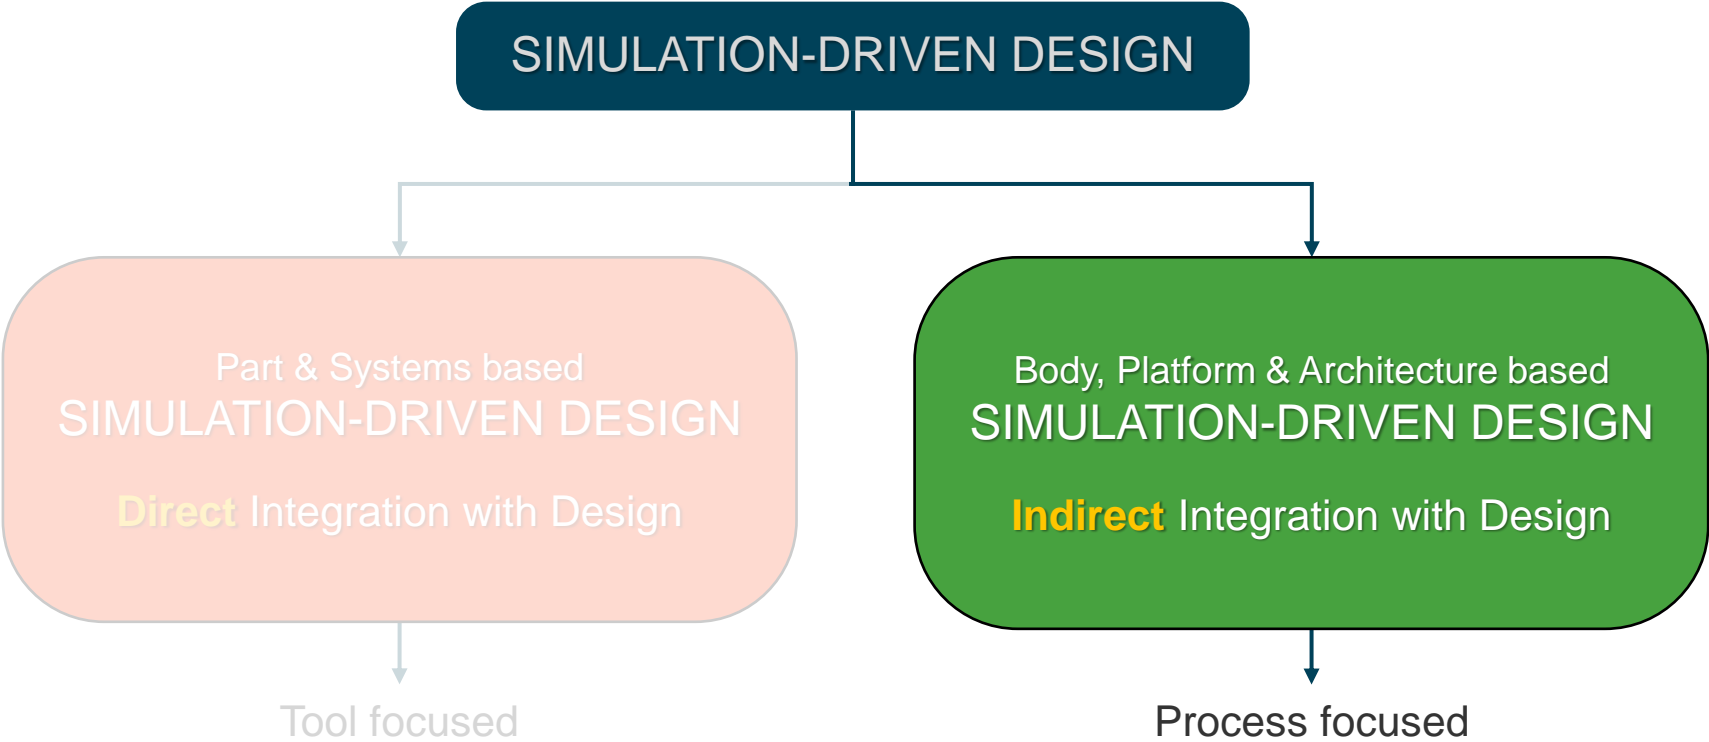 SIMULATION-DRIVEN DESIGN
Part & Systems based
SIMULATION-DRIVEN DESIGN
Direct Integration with Design
Tool focused
Body, Platform & Architecture based
SIMULATION-DRIVEN DESIGN
Indirect Integration with Design
Process focused